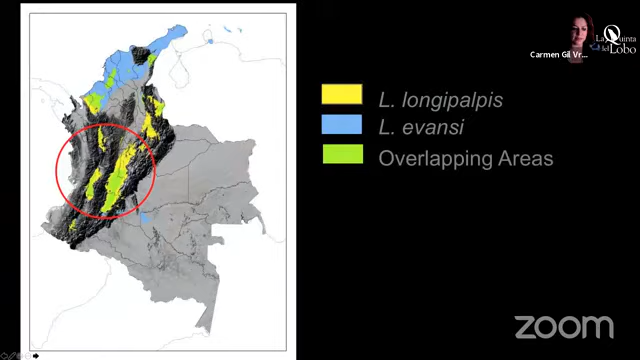 La Quinta
del Lobo
Carmen Gil Vr...
L. longipalpis
L. evansi
Overlapping Areas
zoom